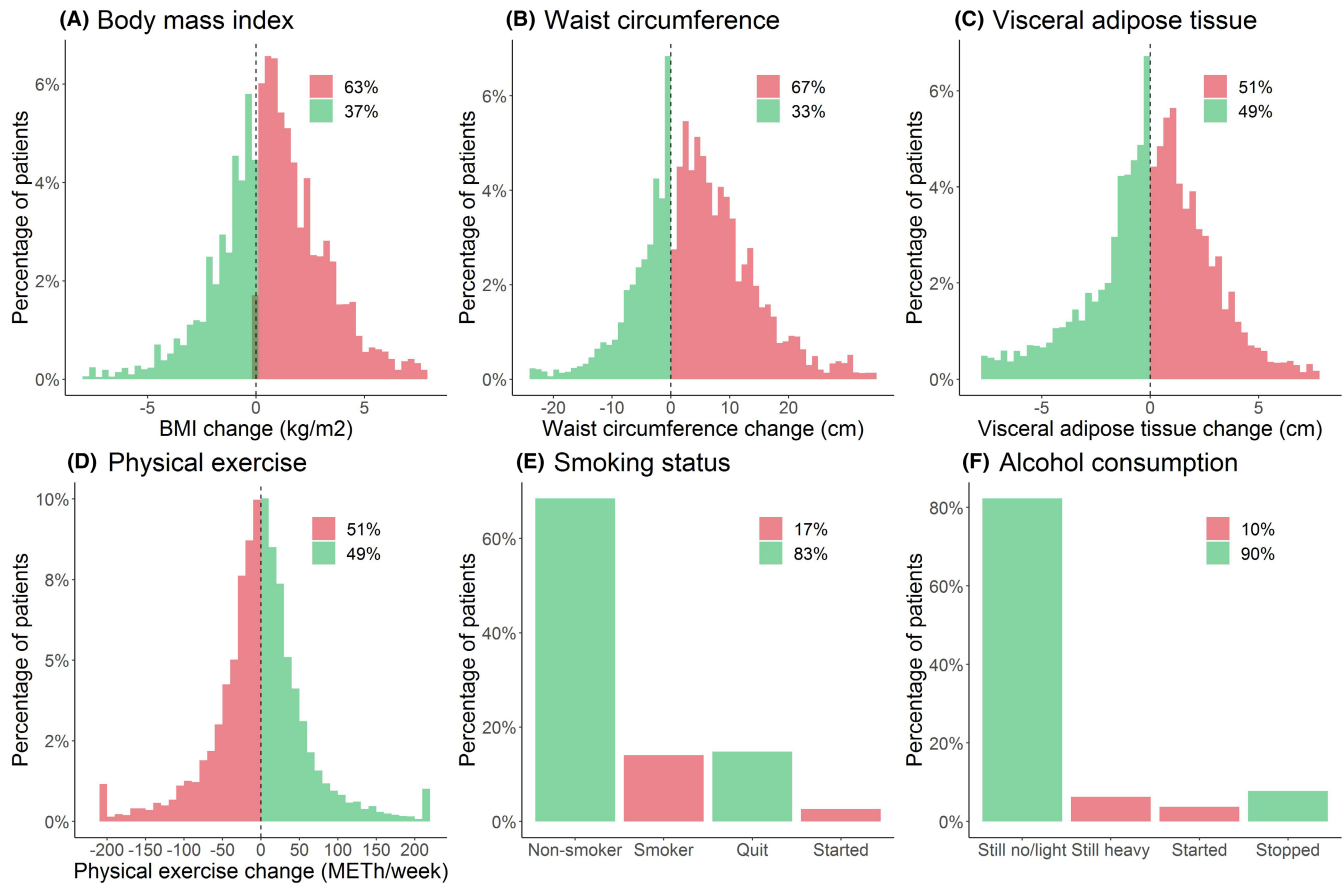 (A) Body mass index
Percentage of patients
6%
4%
2%
0%
63%
37%
-5
0
5
BMI change (kg/m2)
(B) Waist circumference
Percentage of patients
6%
4%
2%
0%
67%
33%
-20
-10
0
10
20
Waist circumference change (cm)
(C) Visceral adipose tissue
Percentage of patients
6%
4%
2%
0%
51%
49%
-5
0
5
Visceral adipose tissue change (cm)
(D) Physical exercise
Percentage of patients
10%
8%
5%
2%
0%
51%
49%
-200
-150
-100
-50
0
50
100
150
200
Physical exercise change (METh/week)
(E) Smoking status
Percentage of patients
60%
40%
20%
0%
17%
83%
Non-smoker
Smoker
Quit
Started
(F) Alcohol consumption
Percentage of patients
80%
60%
40%
20%
0%
10%
90%
Still no/light
Still heavy
Started
Stopped